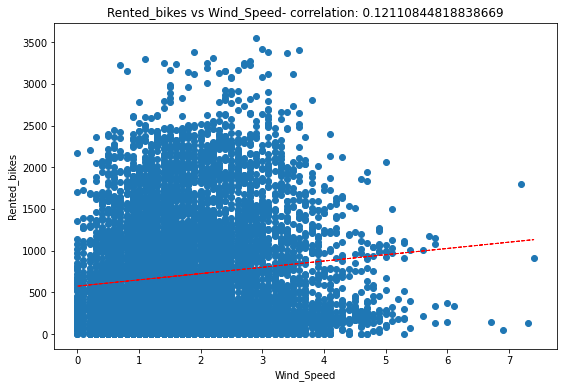 Rented_bikes vs Wind_Speed- correlation: 0.12110844818838669
3500
3000
2500
2000
1500
1000
500
0
Rented_bikes
0 1 2 3 4 5 6 7
Wind_Speed